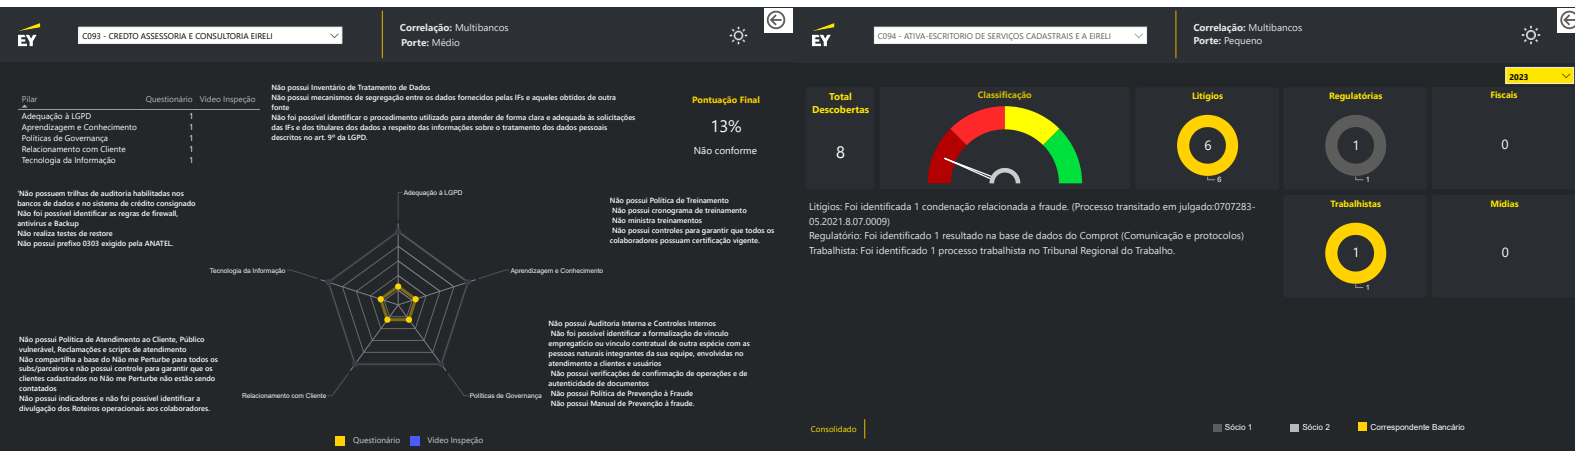 EY
C093 - CREDTO ASSESSORIA E CONSULTORIA EIRELI
Correlação: Multibancos
Porte: Médio
Pilar Questionário Vídeo Inspeção
Adequação à LGPD 1
Aprendizagem e Conhecimento 1
Políticas de Governança 1
Relacionamento com Cliente 1
Tecnologia da Informação 1
Não possui Inventário de Tratamento de Dados
Não possui mecanismos de segregação entre os dados fornecidos pelas IFs e aqueles obtidos de outra
fonte
Não foi possível identificar o procedimento utilizado para atender de forma clara e adequada às solicitações
das IFs e dos titulares dos dados a respeito das informações sobre o tratamento dos dados pessoais
descritos no art. 9º da LGPD.
Pontuação Final
13%
Não conforme
'Não possuem trilhas de auditoria habilitadas nos
bancos de dados e no sistema de crédito consignado
Não foi possível identificar as regras de firewall,
antivírus e Backup
Não realiza testes de restore
Não possui prefixo 0303 exigido pela ANATEL.
Adequação à LGPD
Não possui Política de Treinamento
Não possui cronograma de treinamento
Não ministra treinamentos
Não possui controles para garantir que todos os
colaboradores possuam certificação vigente.
Tecnologia da Informação
Aprendizagem e Conhecimento
Não possui Política de Atendimento ao Cliente, Público
vulnerável, Reclamações e scripts de atendimento
Não compartilha a base do Não me Perturbe para todos os
subs/parceiros e não possui controle para garantir que os
clientes cadastrados no Não me Perturbe não estão sendo
contatados
Não possui indicadores e não foi possível identificar a
divulgação dos Roteiros operacionais aos colaboradores.
Relacionamento com Cliente
Políticas de Governança
Não possui Auditoria Interna e Controles Internos
Não foi possível identificar a formalização de vínculo
empregatício ou vínculo contratual de outra espécie com as
pessoas naturais integrantes da sua equipe, envolvidas no
atendimento a clientes e usuários
Não possui verificações de confirmação de operações e de
autenticidade de documentos
Não possui Política de Prevenção à Fraude
Não possui Manual de Prevenção à fraude.
Questionário Vídeo Inspeção
EY
C094 - ATIVA-ESCRITORIO DE SERVIÇOS CADASTRAIS E A EIRELI
Correlação: Multibancos
Porte: Pequeno
2023
Total
Descobertas
8
Classificação
Litígios
6
6
Regulatórias
1
1
Fiscais
0
Litígios: Foi identificada 1 condenação relacionada a fraude. (Processo transitado em julgado:0707283-
05.2021.8.07.0009)
Regulatório: Foi identificado 1 resultado na base de dados do Comprot (Comunicação e protocolos)
Trabalhista: Foi identificado 1 processo trabalhista no Tribunal Regional do Trabalho.
Trabalhistas
1
1
Mídias
0
Consolidado
Sócio 1 Sócio 2 Correspondente Bancário